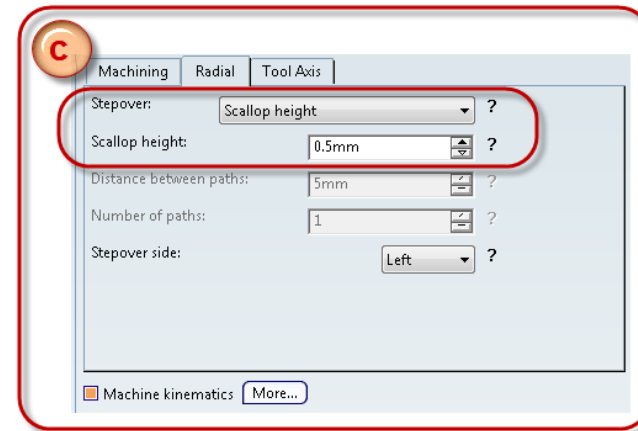 C
Machining Radial Tool Axis
Stepover: Scallop height ?
Scallop height: 0.5mm ?
Distance between paths: 5mm ?
Number of paths: 1 ?
Stepover side: Left ?
Machine kinematics More...